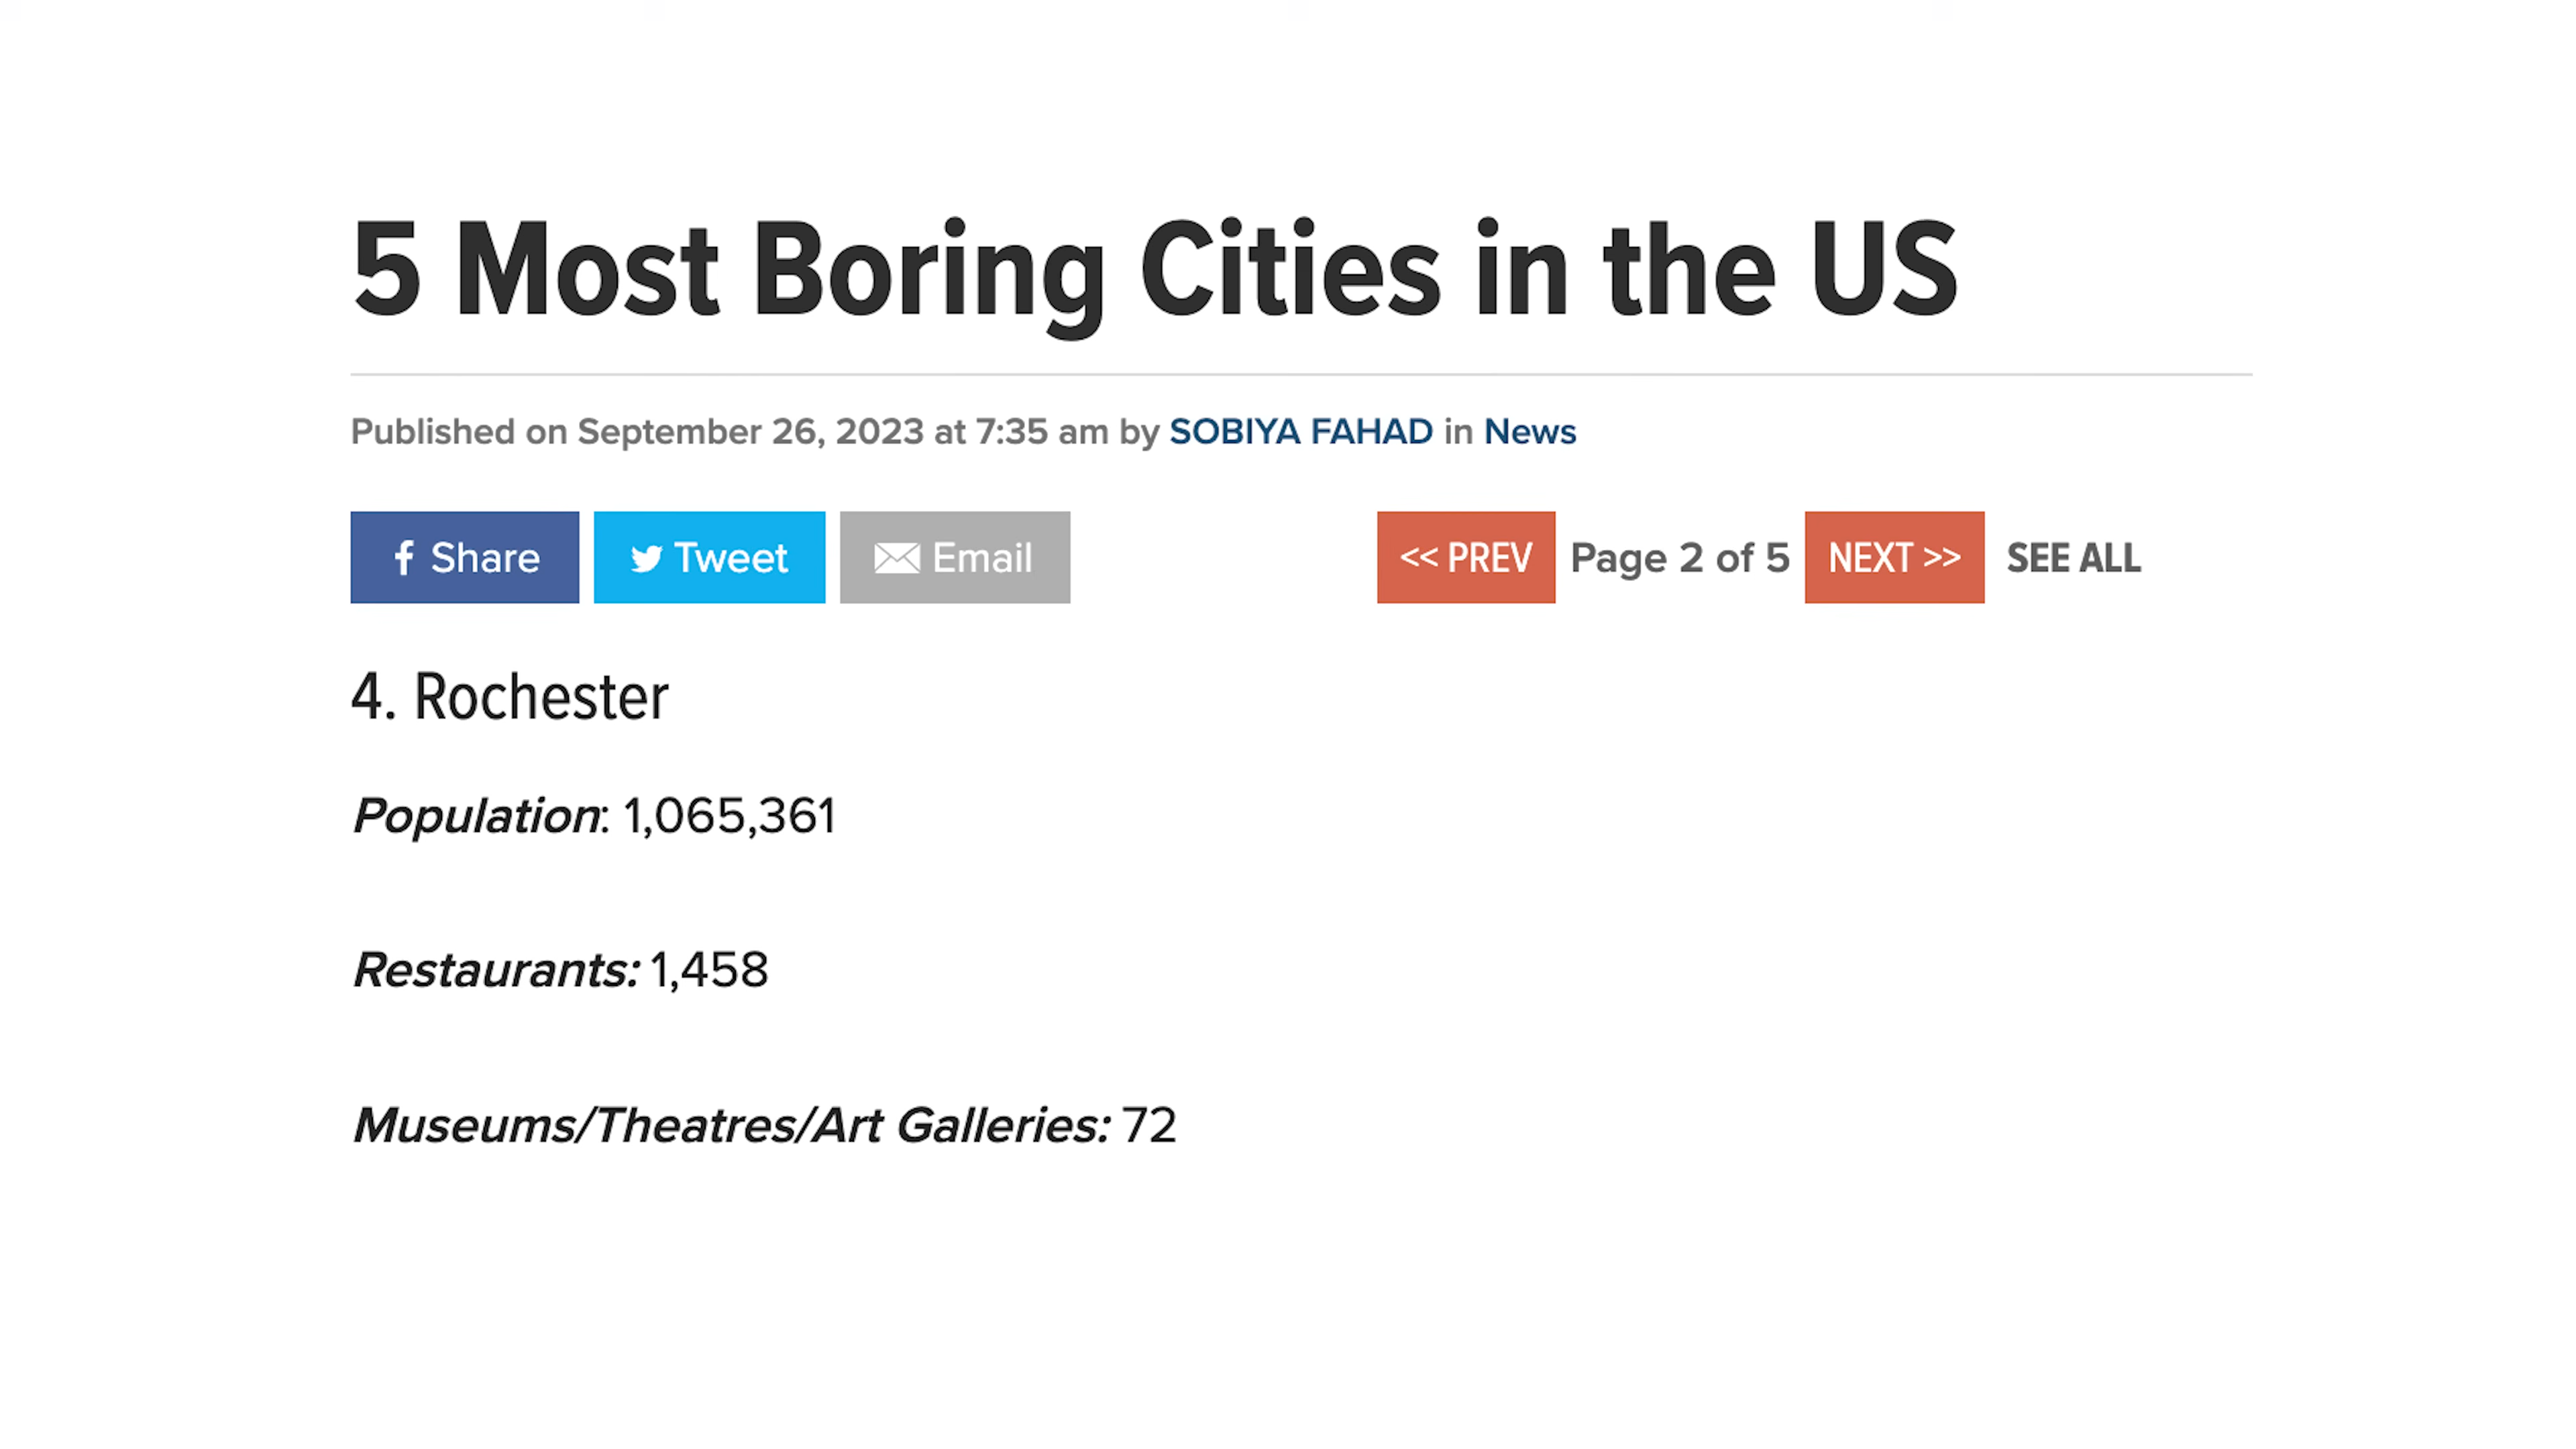 5 Most Boring Cities in the US
Published on September 26, 2023 at 7:35 am by SOBIYA FAHAD in News
Share Tweet Email << PREV Page 2 of 5 NEXT >> SEE ALL
4. Rochester
Population: 1,065,361
Restaurants: 1,458
Museums/Theatres/Art Galleries: 72